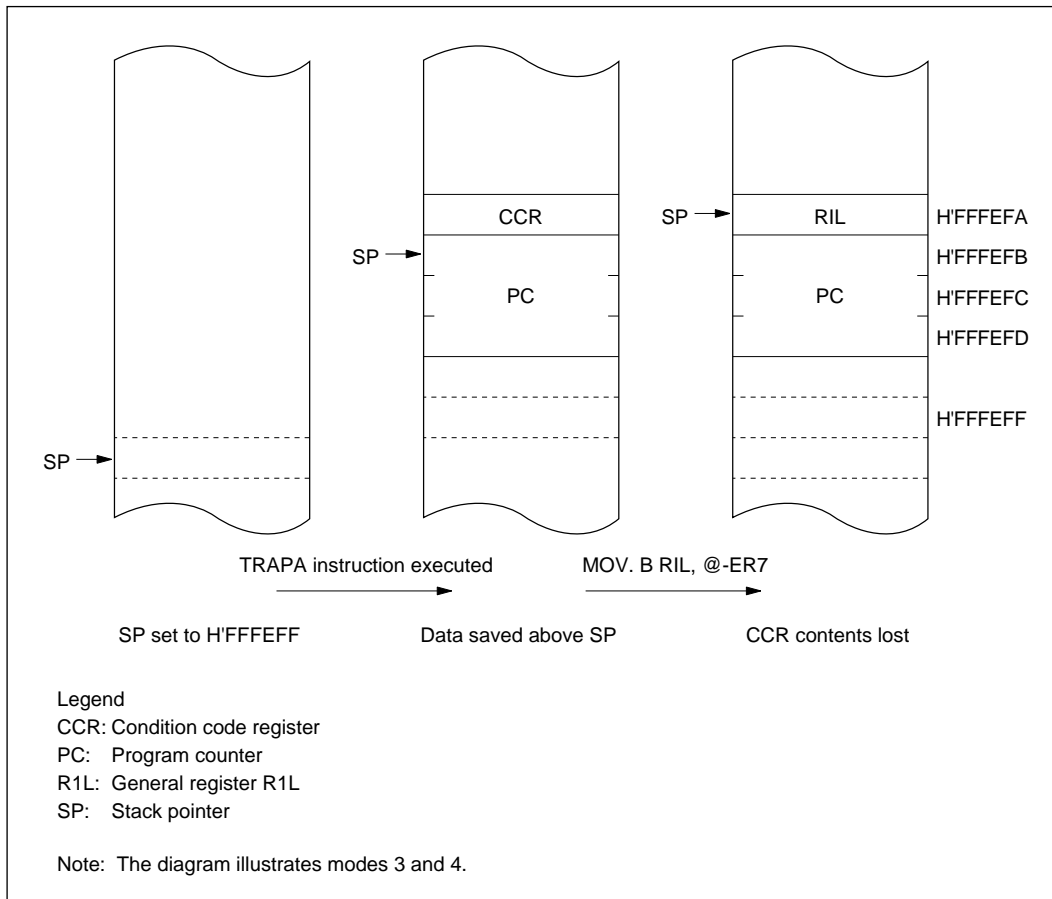 CCR
SP
RIL
H'FFFEFA
SP
H'FFFEFB
PC
PC
H'FFFEFC
H'FFFEFD
H'FFFEFF
SP
TRAPA instruction executed
MOV. B RIL, @-ER7
SP set to H'FFFEFF
Data saved above SP
CCR contents lost
Legend
CCR: Condition code register
PC: Program counter
R1L: General register R1L
SP: Stack pointer
Note: The diagram illustrates modes 3 and 4.